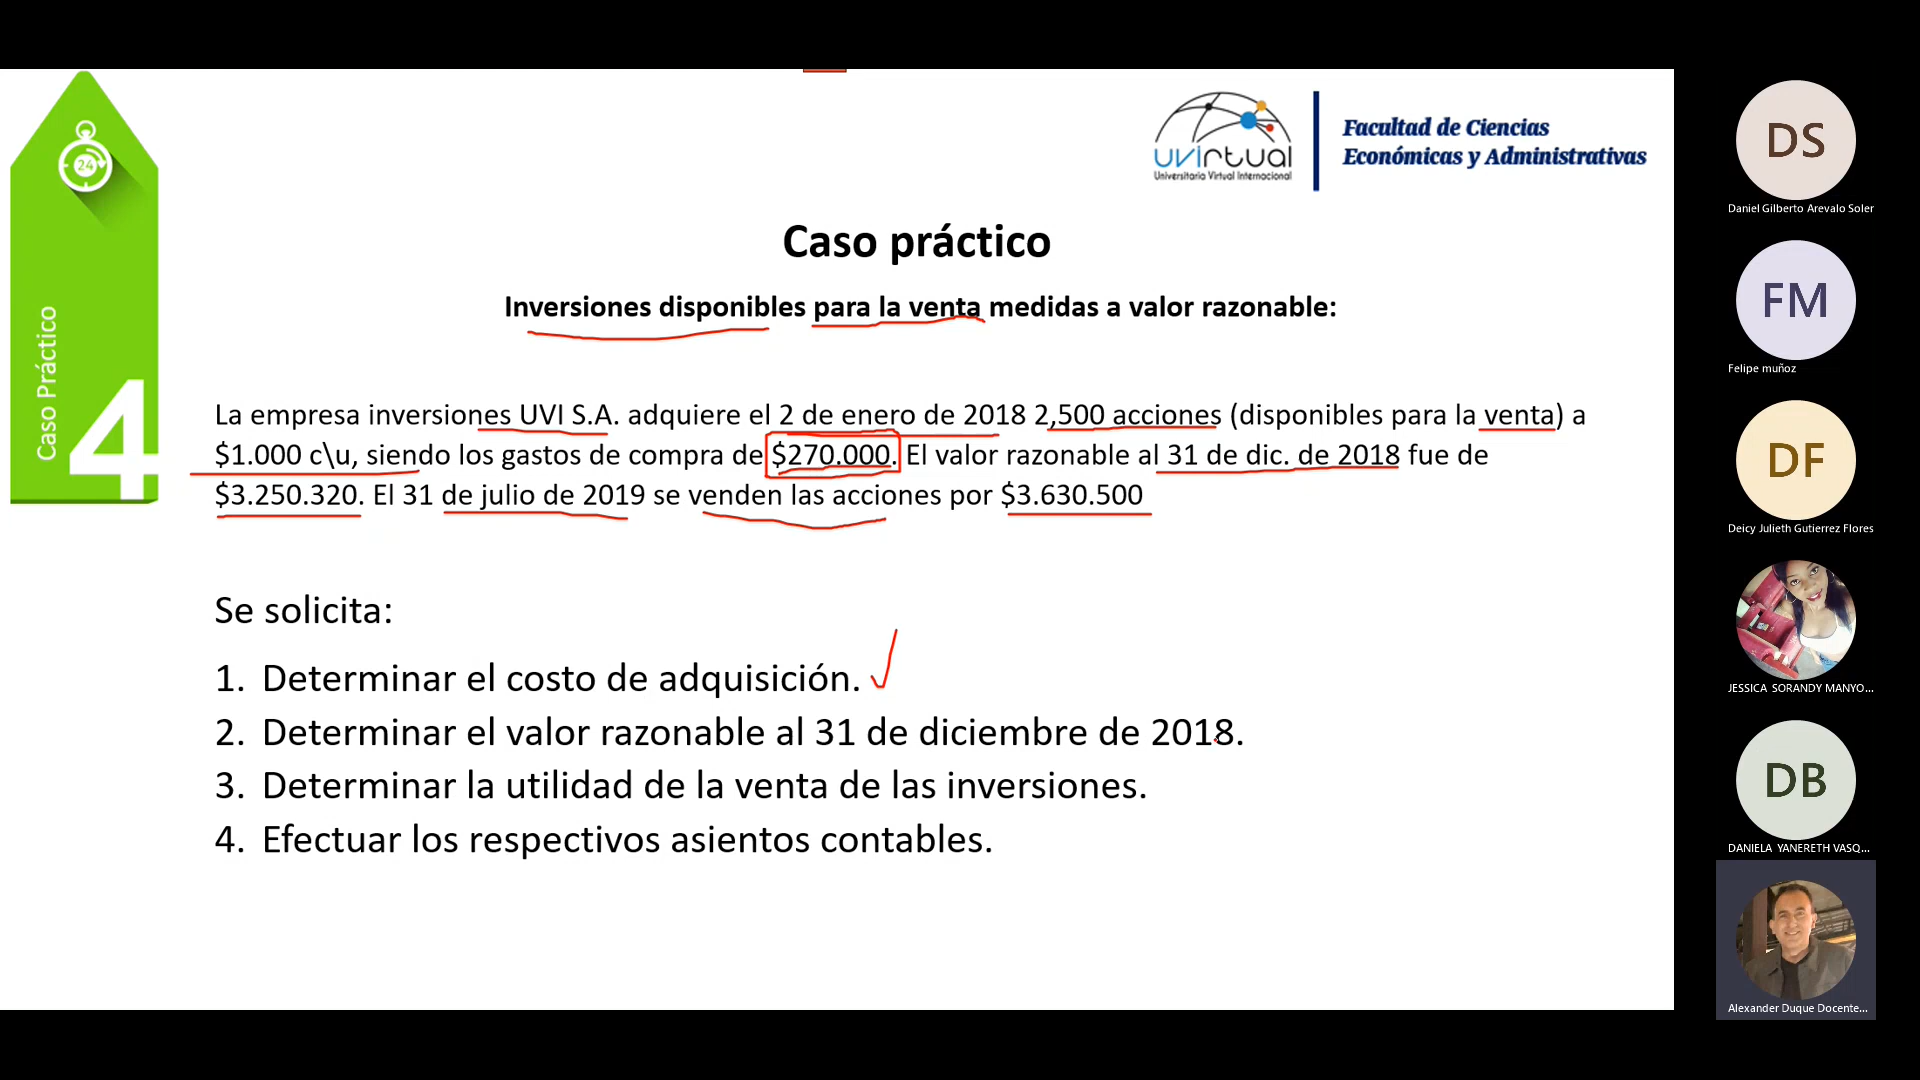 uvirtual
Universitaria Virtual Internacional
Facultad de Ciencias
Económicas y Administrativas
24
Caso Práctico
4
Caso práctico
Inversiones disponibles para la venta medidas a valor razonable:
La empresa inversiones UVI S.A. adquiere el 2 de enero de 2018 2,500 acciones (disponibles para la venta) a
$1.000 c\u, siendo los gastos de compra de $270.000. El valor razonable al 31 de dic. de 2018 fue de
$3.250.320. El 31 de julio de 2019 se venden las acciones por $3.630.500
Se solicita:
1. Determinar el costo de adquisición.
2. Determinar el valor razonable al 31 de diciembre de 2018.
3. Determinar la utilidad de la venta de las inversiones.
4. Efectuar los respectivos asientos contables.
DS
Daniel Gilberto Arevalo Soler
FM
Felipe muñoz
DF
Deicy Julieth Gutierrez Flores
JESSICA SORANDY MANYO...
DB
DANIELA YANERETH VASQ...
Alexander Duque Docente...